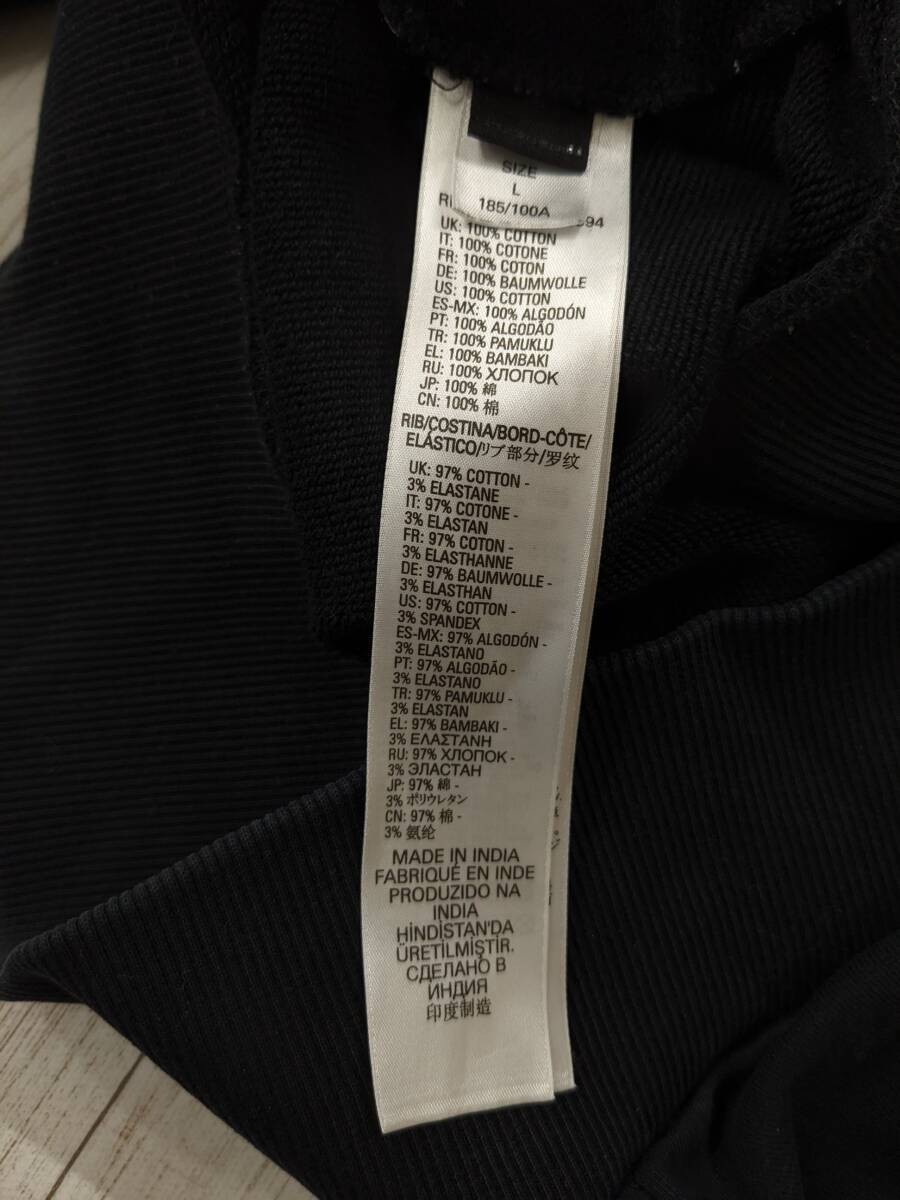 SIZE
L
185/100A
UK: 100% COTTON
IT: 100% COTONE
FR: 100% COTON
DE: 100% BAUMWOLLE
US: 100% COTTON
ES-MX: 100% ALGODÓN
PT: 100% ALGODÃO
TR: 100% PAMUKLU
EL: 100% BAMBAKI
RU: 100% ХЛОПОК
JP: 100% 綿
CN: 100% 棉
RIB/COSTINA/BORD-CÔTE/
ELÁSTICO/リブ部分/罗纹
UK: 97% COTTON -
3% ELASTANE
IT: 97% COTONE -
3% ELASTAN
FR: 97% COTON -
3% ELASTHANNE
DE: 97% BAUMWOLLE -
3% ELASTHAN
US: 97% COTTON -
3% SPANDEX
ES-MX: 97% ALGODÓN -
3% ELASTANO
PT: 97% ALGODÃO -
3% ELASTANO
TR: 97% PAMUKLU -
3% ELASTAN
EL: 97% BAMBAKI -
3% ΕΛΑΣΤΑΝΗ
RU: 97% ХЛОПОК -
3% ЭЛАСТАН
JP: 97% 綿 -
3% ポリウレタン
CN: 97% 棉 -
3% 氨纶
MADE IN INDIA
FABRIQUÉ EN INDE
PRODUZIDO NA
INDIA
HİNDİSTAN'DA
ÜRETİLMİŞTİR.
СДЕЛАНО В
ИНДИЯ
印度制造